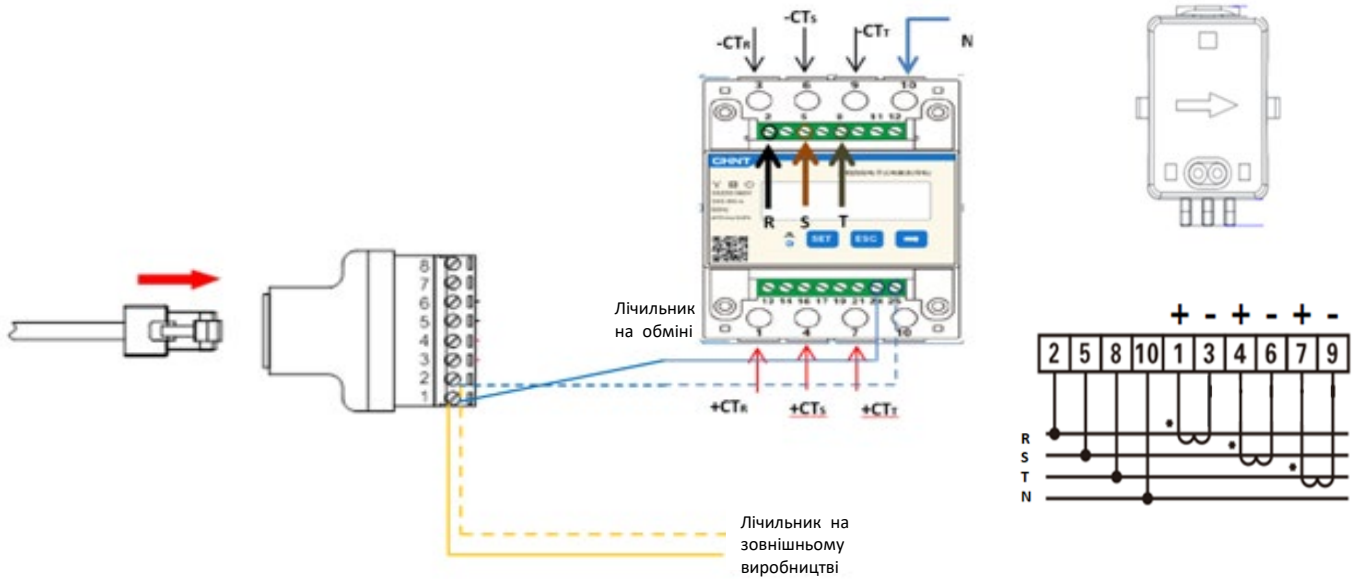 -CTR
-CTS
-CTT
N
3 6 9 10
2 5 8 11 12
CHNT
R S T
SET ESC
13 14 16 17 19 21 24 25
1 4 7 10
+CTR
+CTS
+CTT
8
7
6
5
4
3
2
1
Лічильник
на обміні
Лічильник на
зовнішньому
виробництві
+ - + - + -
2 5 8 10 1 3 4 6 7 9
R
S
T
N